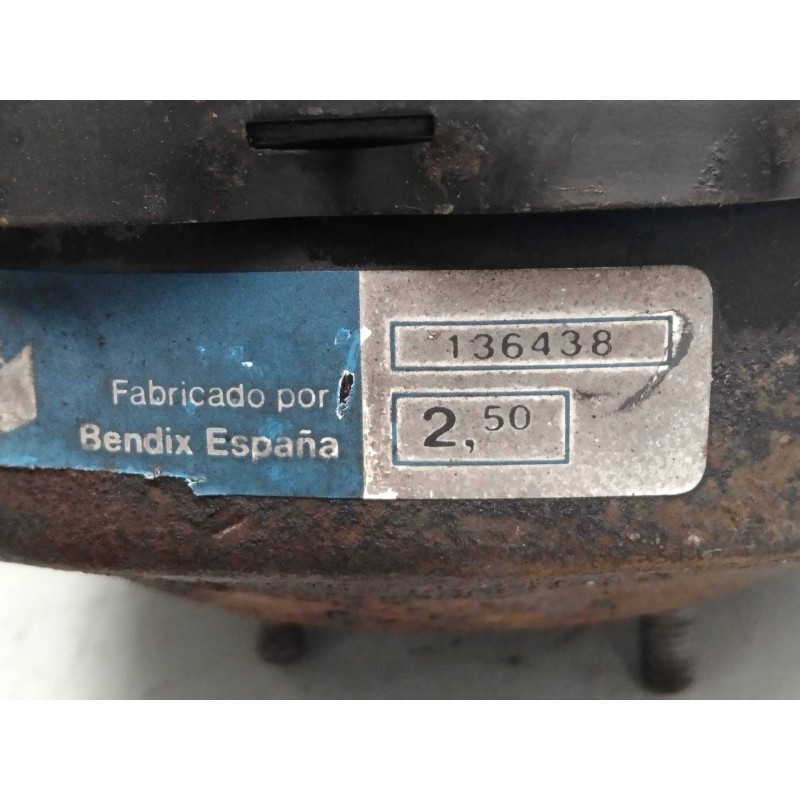 Fabricado por
Bendix España
136438
2,50